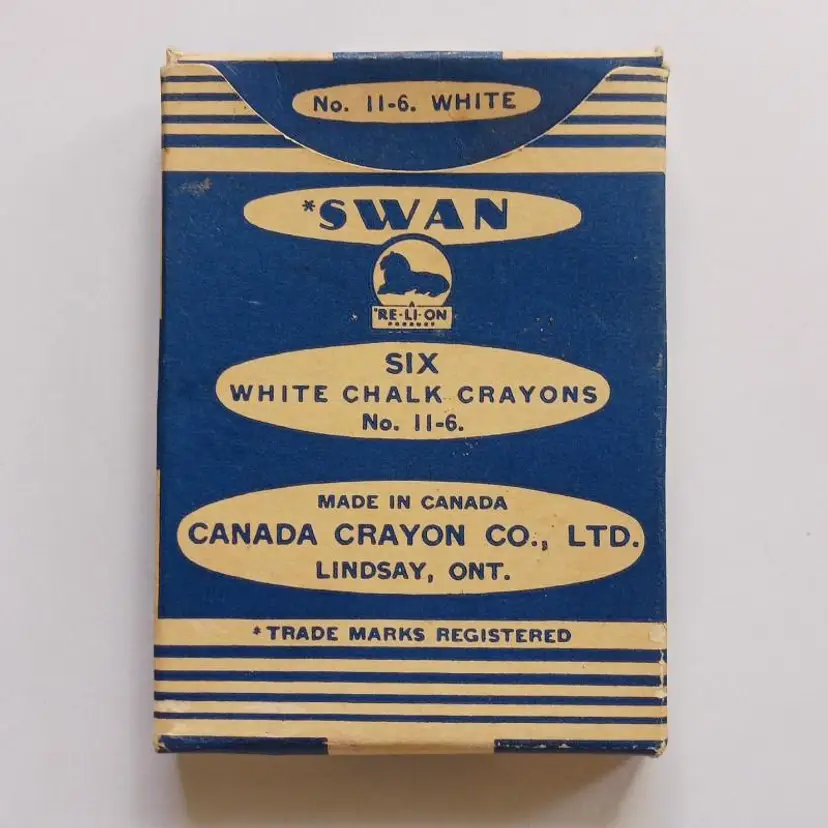 No. 11-6. WHITE
*SWAN
A
*RE-LI-ON
PRODUCT
SIX
WHITE CHALK CRAYONS
No. 11-6.
MADE IN CANADA
CANADA CRAYON CO., LTD.
LINDSAY, ONT.
*TRADE MARKS REGISTERED